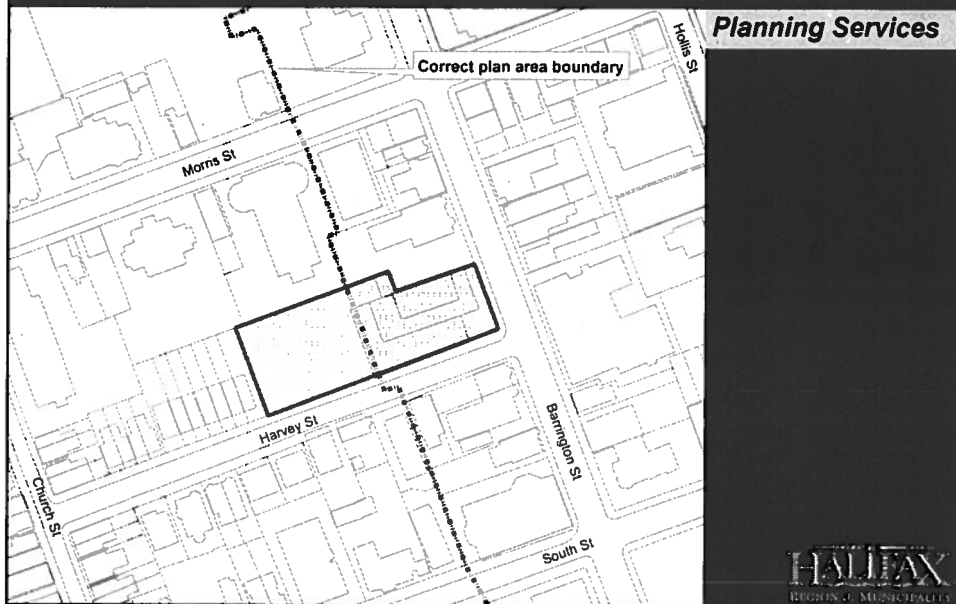 Planning Services
Correct plan area boundary
Hollis St
Morris St
Harvey St
Barrington St
Church St
South St
HALIFAX
REGIONAL MUNICIPALITY